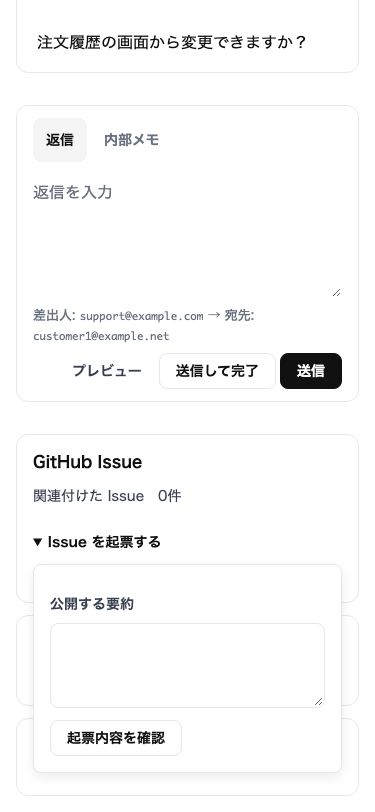 注文履歴の画面から変更できますか？
返信 内部メモ
返信を入力
差出人: support@example.com → 宛先:
customer1@example.net
プレビュー 送信して完了 送信
GitHub Issue
関連付けた Issue 0件
▼ Issue を起票する
公開する要約
起票内容を確認